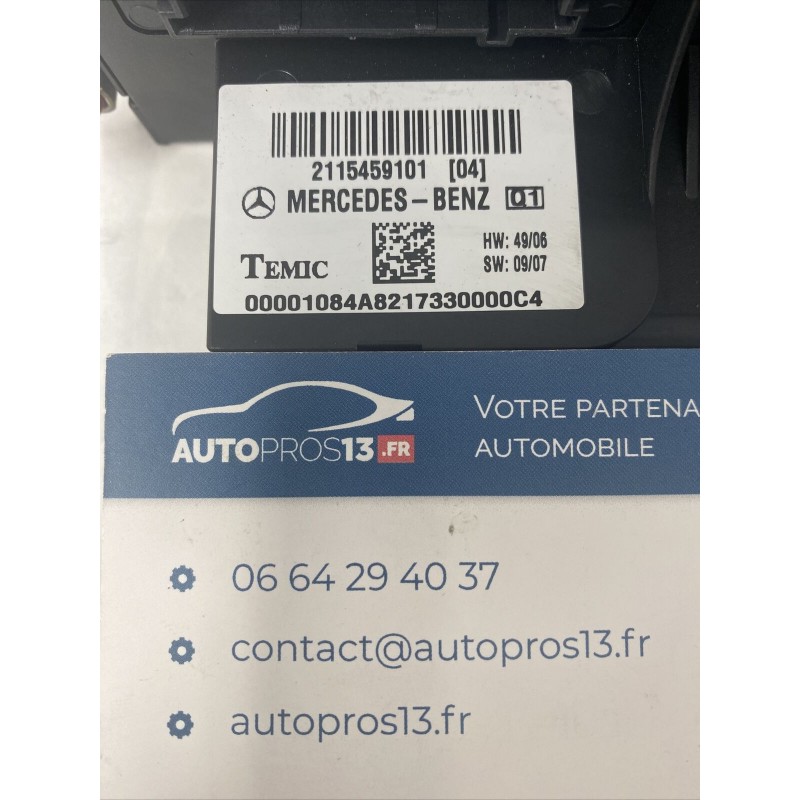 2115459101 [04]
MERCEDES-BENZ 01
HW: 49/06
TEMIC
SW: 09/07
00001084A8217330000C4
AUTOPROS13.FR
VOTRE PARTENA
AUTOMOBILE
06 64 29 40 37
contact@autopros13.fr
autopros13.fr